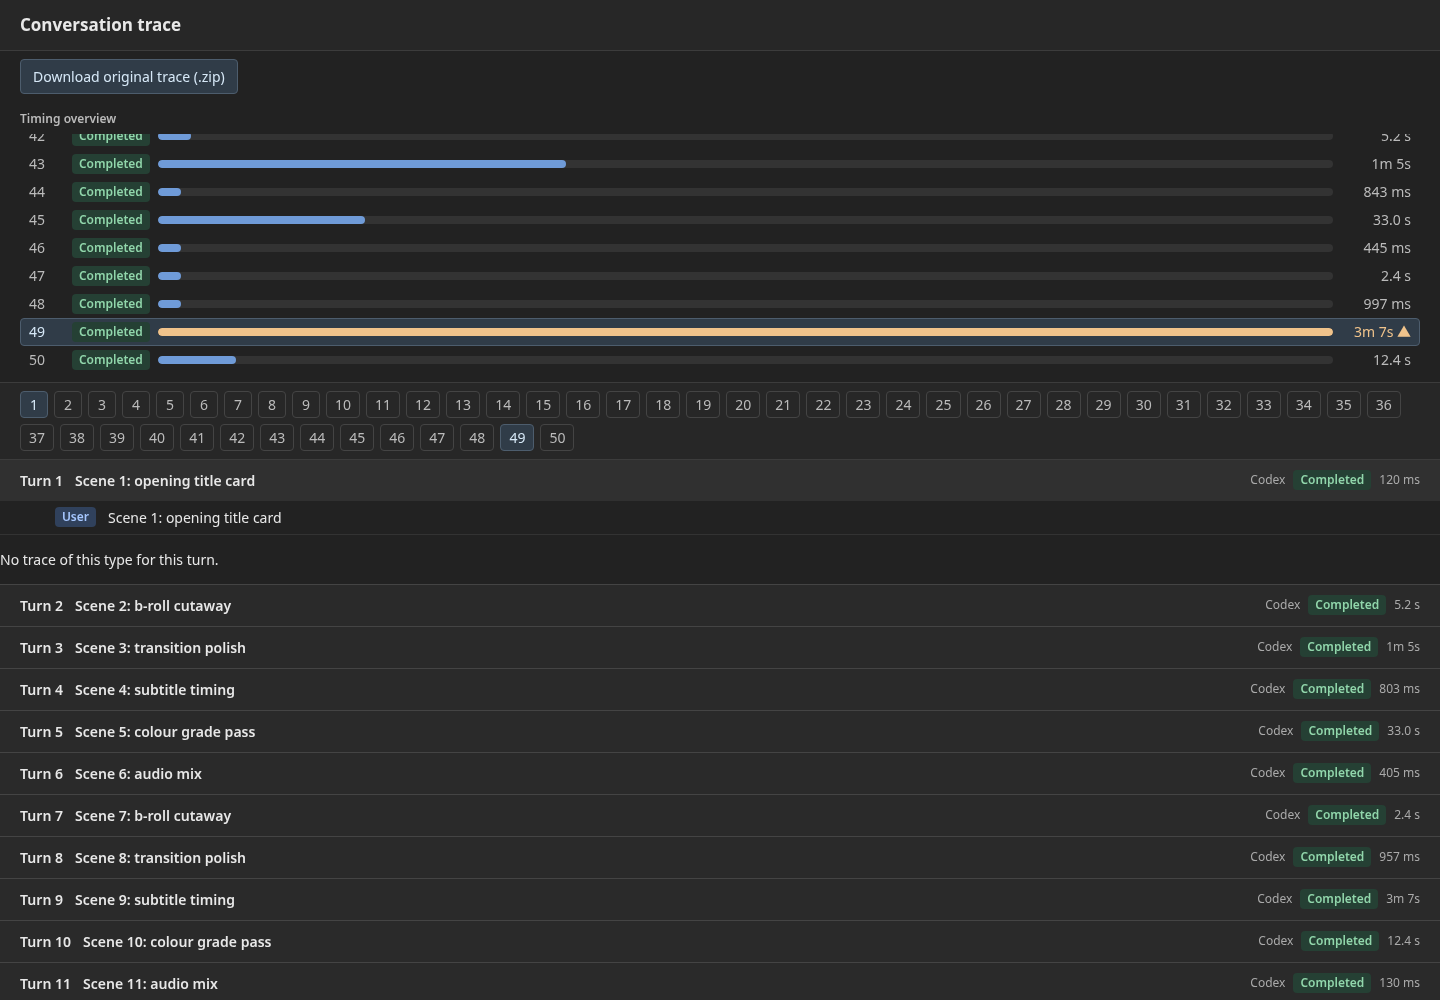 Conversation trace
Download original trace (.zip)
Timing overview
42 Completed 5.2 s
43 Completed 1m 5s
44 Completed 843 ms
45 Completed 33.0 s
46 Completed 445 ms
47 Completed 2.4 s
48 Completed 997 ms
49 Completed 3m 7s
50 Completed 12.4 s
1 2 3 4 5 6 7 8 9 10 11 12 13 14 15 16 17 18 19 20 21 22 23 24 25 26 27 28 29 30 31 32 33 34 35 36
37 38 39 40 41 42 43 44 45 46 47 48 49 50
Turn 1 Scene 1: opening title card Codex Completed 120 ms
User Scene 1: opening title card
No trace of this type for this turn.
Turn 2 Scene 2: b-roll cutaway Codex Completed 5.2 s
Turn 3 Scene 3: transition polish Codex Completed 1m 5s
Turn 4 Scene 4: subtitle timing Codex Completed 803 ms
Turn 5 Scene 5: colour grade pass Codex Completed 33.0 s
Turn 6 Scene 6: audio mix Codex Completed 405 ms
Turn 7 Scene 7: b-roll cutaway Codex Completed 2.4 s
Turn 8 Scene 8: transition polish Codex Completed 957 ms
Turn 9 Scene 9: subtitle timing Codex Completed 3m 7s
Turn 10 Scene 10: colour grade pass Codex Completed 12.4 s
Turn 11 Scene 11: audio mix Codex Completed 130 ms